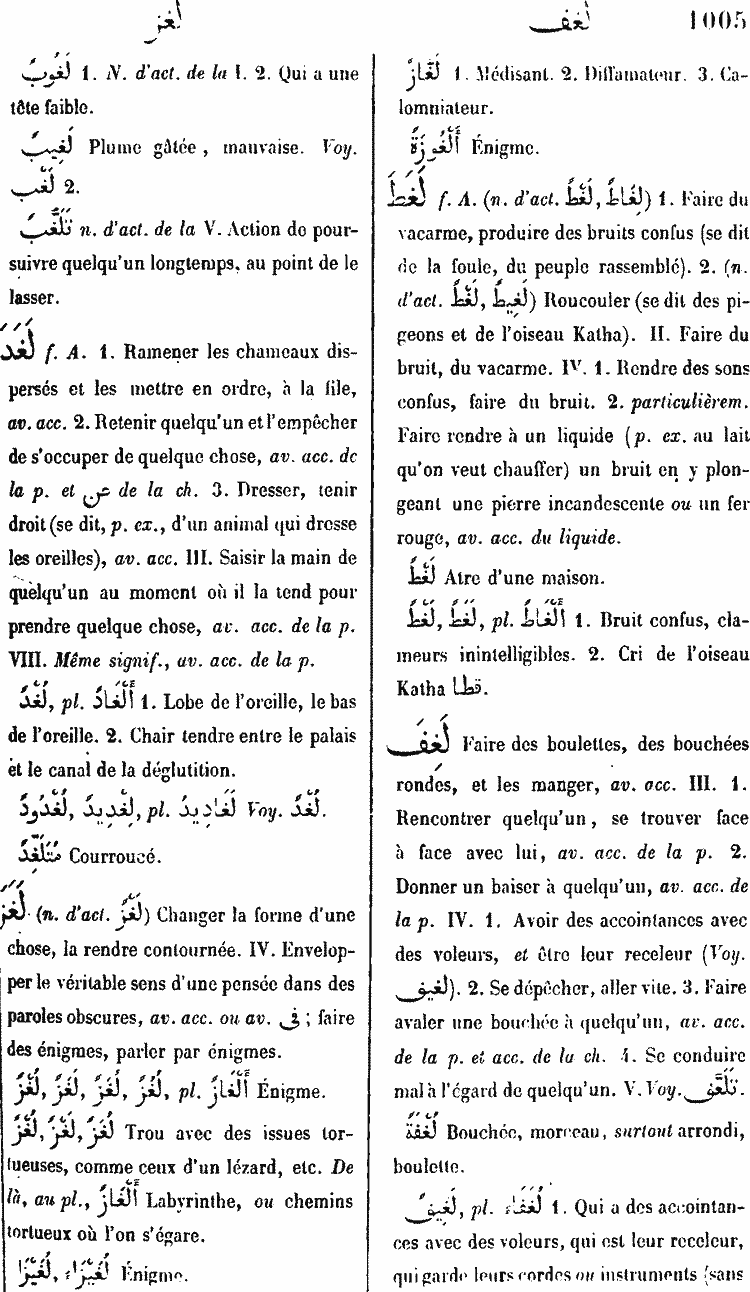 لغز
لغف 1005
لَغُوبٌ 1. N. d'act. de la I. 2. Qui a une
tête faible.
لَغِيبٌ Plume gâtée, mauvaise. Voy.
لَغْب 2.
تَلَغُّبٌ n. d'act. de la V. Action de pour-
suivre quelqu'un longtemps, au point de le
lasser.
لَغَدَ f. A. 1. Ramener les chameaux dis-
persés et les mettre en ordre, à la file,
av. acc. 2. Retenir quelqu'un et l'empêcher
de s'occuper de quelque chose, av. acc. de
la p. et عن de la ch. 3. Dresser, tenir
droit (se dit, p. ex., d'un animal qui dresse
les oreilles), av. acc. III. Saisir la main de
quelqu'un au moment où il la tend pour
prendre quelque chose, av. acc. de la p.
VIII. Même signif., av. acc. de la p.
لُغْدٌ, pl. أَلْغَادٌ 1. Lobe de l'oreille, le bas
de l'oreille. 2. Chair tendre entre le palais
et le canal de la déglutition.
لُغْدُودٌ, لِغْدِيدٌ, pl. لَغَادِيدُ Voy. لُغْدٌ.
مُتَلَغِّدٌ Courroucé.
لَغَزَ (n. d'act. لَغْزٌ) Changer la forme d'une
chose, la rendre contournée. IV. Envelop-
per le véritable sens d'une pensée dans des
paroles obscures, av. acc. ou av. فى; faire
des énigmes, parler par énigmes.
لُغْزٌ, لُغُزٌ, لَغَزٌ, لُغَزٌ, pl. أَلْغَازٌ Énigme.
لُغْزٌ, لَغْزٌ, لُغَزٌ Trou avec des issues tor-
tueuses, comme ceux d'un lézard, etc. De
là, au pl., أَلْغَازٌ Labyrinthe, ou chemins
tortueux où l'on s'égare.
لُغَيْزَاءُ, لُغَّيْزَا Énigme.
لَغَّازٌ 1. Médisant. 2. Diffamateur. 3. Ca-
lomniateur.
أُلْغُوزَةٌ Énigme.
لَغَطَ f. A. (n. d'act. لَغْطٌ, لِغَاطٌ) 1. Faire du
vacarme, produire des bruits confus (se dit
de la foule, du peuple rassemblé). 2. (n.
d'act. لَغْطٌ, لَغِيطٌ) Roucouler (se dit des pi-
geons et de l'oiseau Katha). II. Faire du
bruit, du vacarme. IV. 1. Rendre des sons
confus, faire du bruit. 2. particulièrem.
Faire rendre à un liquide (p. ex. au lait
qu'on veut chauffer) un bruit en y plon-
geant une pierre incandescente ou un fer
rouge, av. acc. du liquide.
لُغْطٌ Atre d'une maison.
لَغْطٌ, لَغَطٌ, pl. أَلْغَاطٌ 1. Bruit confus, cla-
meurs inintelligibles. 2. Cri de l'oiseau
Katha قطا.
لَغَفَ Faire des boulettes, des bouchées
rondes, et les manger, av. acc. III. 1.
Rencontrer quelqu'un, se trouver face
à face avec lui, av. acc. de la p. 2.
Donner un baiser à quelqu'un, av. acc. de
la p. IV. 1. Avoir des accointances avec
des voleurs, et être leur receleur (Voy.
لغيف). 2. Se dépêcher, aller vite. 3. Faire
avaler une bouchée à quelqu'un, av. acc.
de la p. et acc. de la ch. 4. Se conduire
mal à l'égard de quelqu'un. V. Voy. تَلَقَّفَ.
لُغْفَةٌ Bouchée, morceau, surtout arrondi,
boulette.
لَغِيفٌ, pl. لُغَفَاءُ 1. Qui a des accointan-
ces avec des voleurs, qui est leur receleur,
qui garde leurs cordes ou instruments (sans